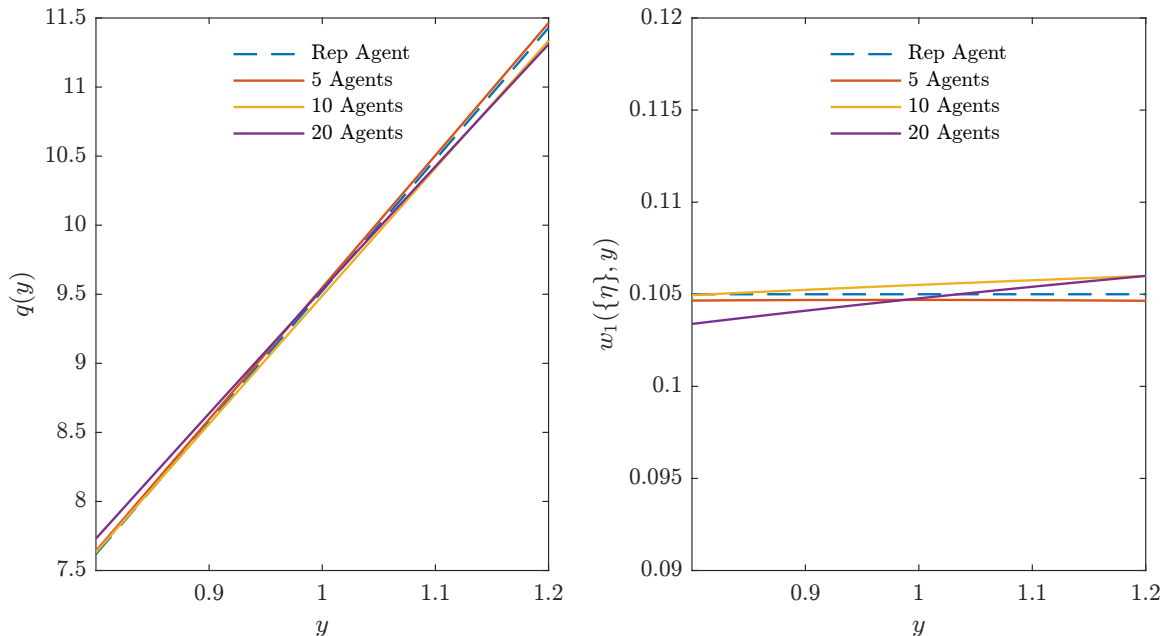 11.5
11
10.5
10
9.5
9
8.5
8
7.5
q(y)
Rep Agent
5 Agents
10 Agents
20 Agents
0.9
1
1.1
1.2
y
0.12
0.115
0.11
0.105
0.1
0.095
0.09
w₁({η}, y)
Rep Agent
5 Agents
10 Agents
20 Agents
0.9
1
1.1
1.2
y